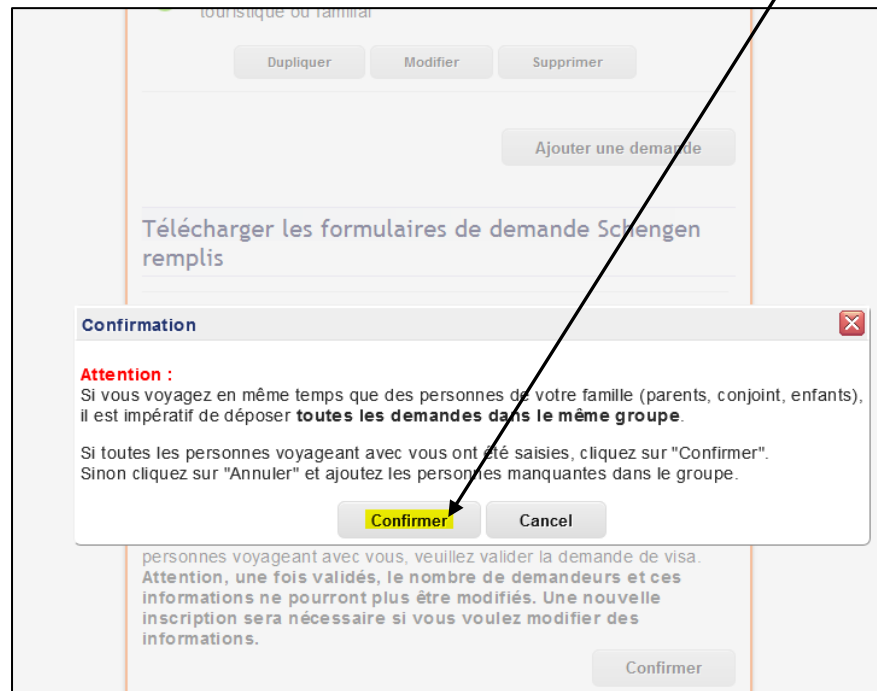 touristique ou familial
Dupliquer Modifier Supprimer
Ajouter une demande
Télécharger les formulaires de demande Schengen
remplis
Confirmation
Attention :
Si vous voyagez en même temps que des personnes de votre famille (parents, conjoint, enfants),
il est impératif de déposer toutes les demandes dans le même groupe.
Si toutes les personnes voyageant avec vous ont été saisies, cliquez sur "Confirmer".
Sinon cliquez sur "Annuler" et ajoutez les personnes manquantes dans le groupe.
Confirmer Cancel
personnes voyageant avec vous, veuillez valider la demande de visa.
Attention, une fois validés, le nombre de demandeurs et ces
informations ne pourront plus être modifiés. Une nouvelle
inscription sera nécessaire si vous voulez modifier des
informations.
Confirmer